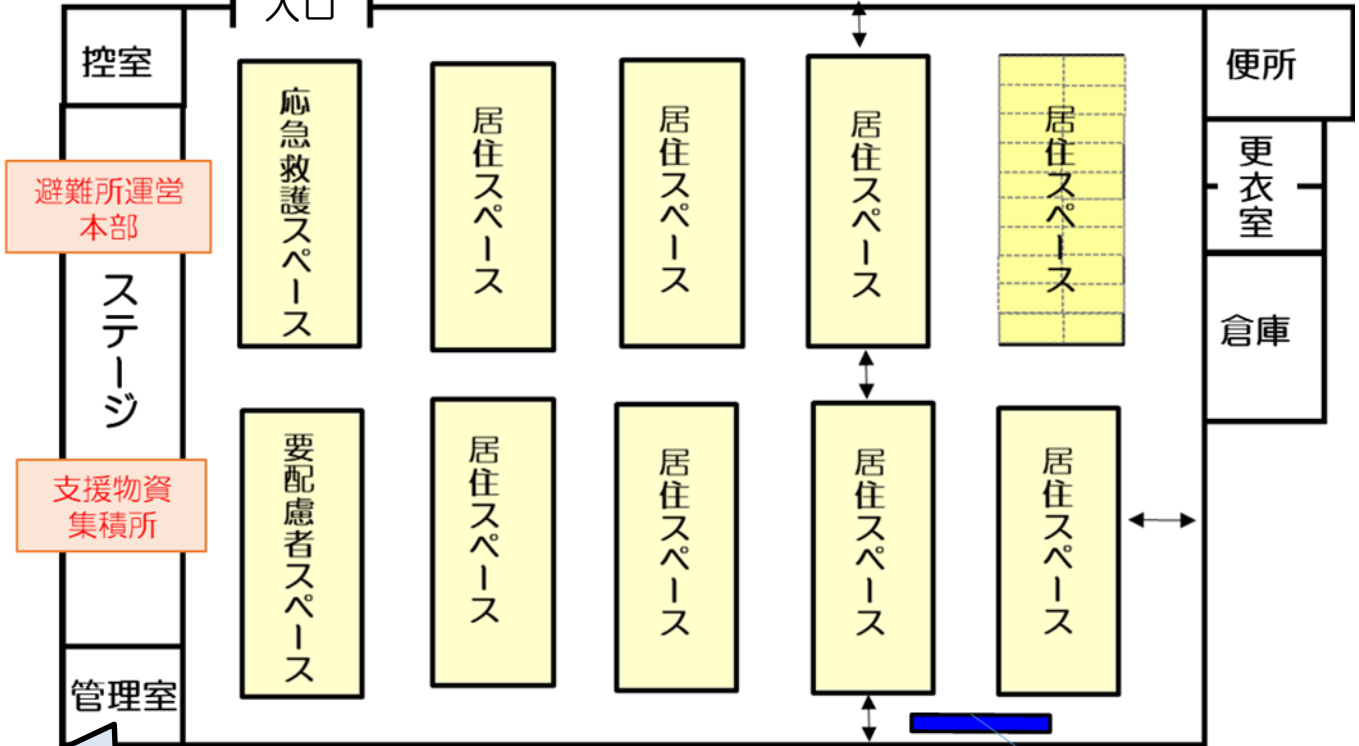 入口
控室
応急救護スペース
居住スペース
居住スペース
居住スペース
居住スペース
便所
更衣室
倉庫
避難所運営
本部
ステージ
支援物資
集積所
要配慮者スペース
居住スペース
居住スペース
居住スペース
居住スペース
管理室